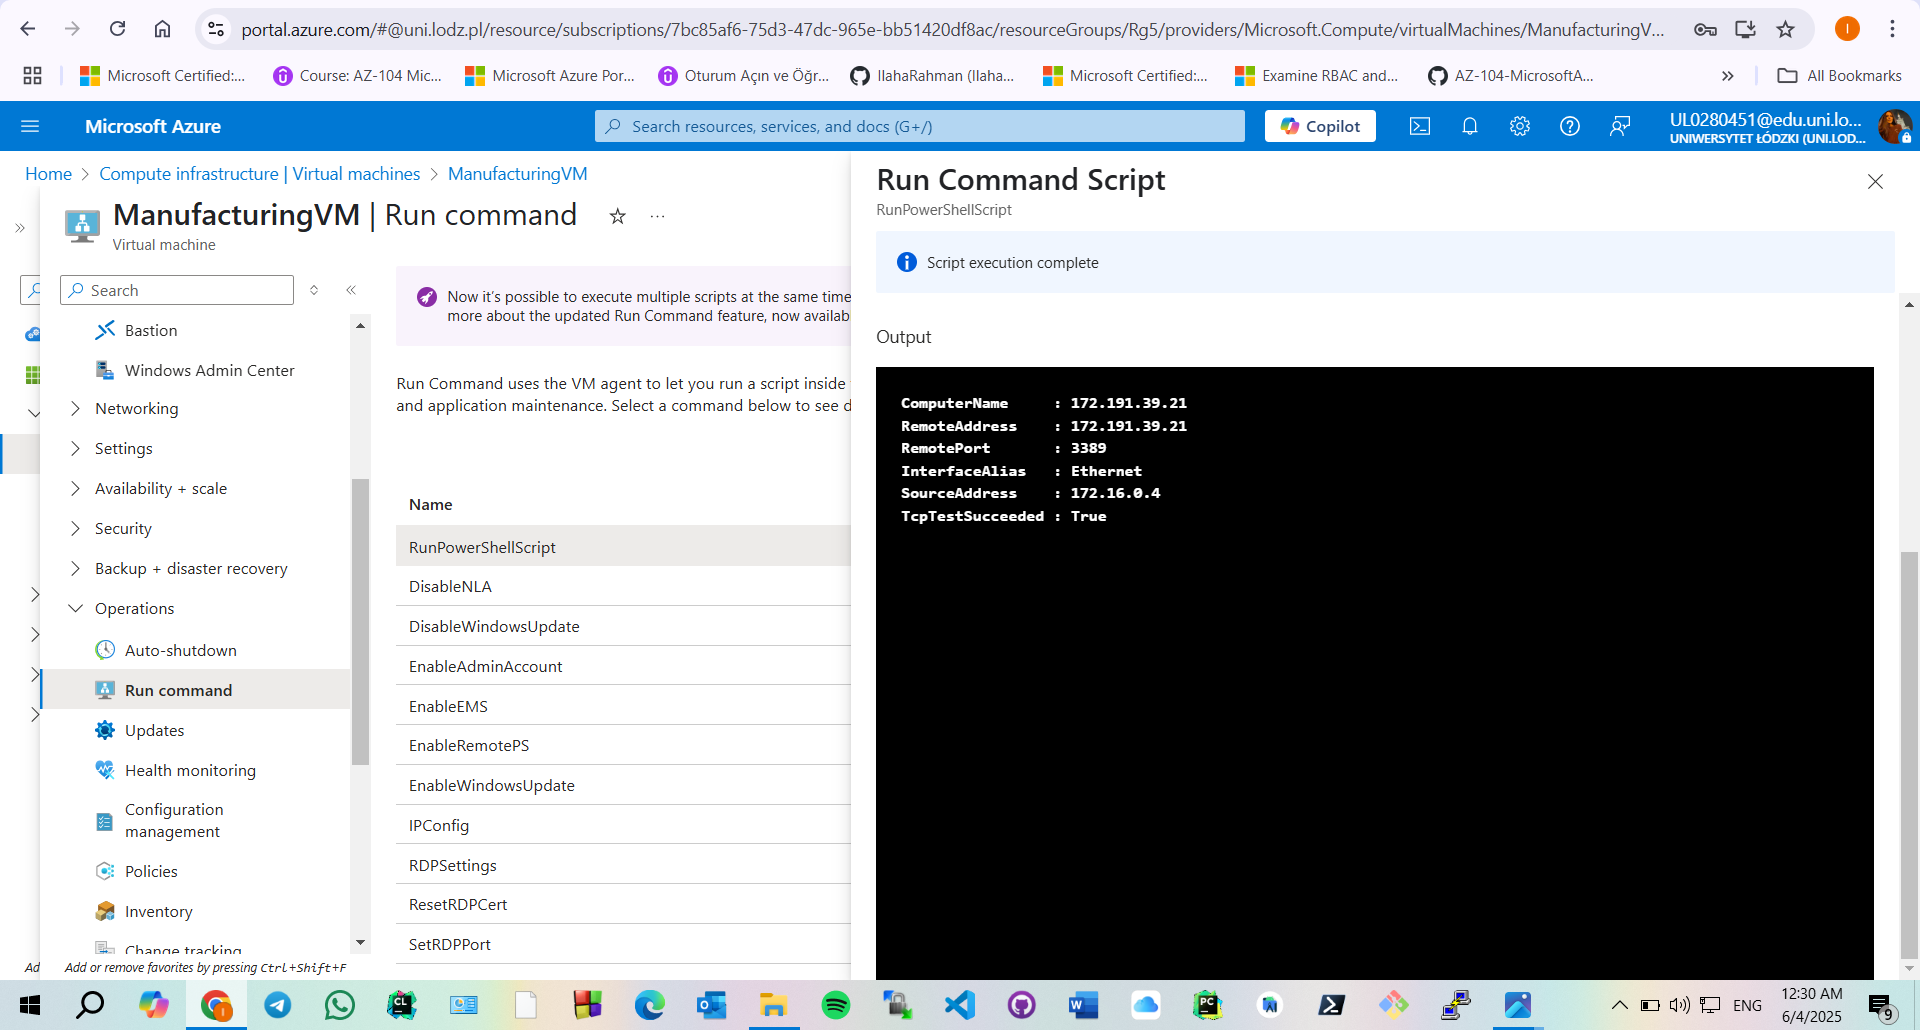 portal.azure.com/#@uni.lodz.pl/resource/subscriptions/7bc85af6-75d3-47dc-965e-bb51420df8ac/resourceGroups/Rg5/providers/Microsoft.Compute/virtualMachines/ManufacturingV...
I
Microsoft Certified:...
Course: AZ-104 Mic...
Microsoft Azure Por...
Oturum Açın ve Öğr...
IlahaRahman (Ilaha...
Microsoft Certified:...
Examine RBAC and...
AZ-104-MicrosoftA...
All Bookmarks
Microsoft Azure
Search resources, services, and docs (G+/)
Copilot
UL0280451@edu.uni.lo...
UNIWERSYTET ŁÓDZKI (UNI.LOD...
Home > Compute infrastructure | Virtual machines > ManufacturingVM
ManufacturingVM | Run command
Virtual machine
Search
Bastion
Windows Admin Center
Networking
Settings
Availability + scale
Security
Backup + disaster recovery
Operations
Auto-shutdown
Run command
Updates
Health monitoring
Configuration
management
Policies
Inventory
Change tracking
Ad
Add or remove favorites by pressing Ctrl+Shift+F
Now it's possible to execute multiple scripts at the same time
more about the updated Run Command feature, now availab
Run Command uses the VM agent to let you run a script inside
and application maintenance. Select a command below to see d
Name
RunPowerShellScript
DisableNLA
DisableWindowsUpdate
EnableAdminAccount
EnableEMS
EnableRemotePS
EnableWindowsUpdate
IPConfig
RDPSettings
ResetRDPCert
SetRDPPort
Run Command Script
RunPowerShellScript
Script execution complete
Output
ComputerName : 172.191.39.21
RemoteAddress : 172.191.39.21
RemotePort : 3389
InterfaceAlias : Ethernet
SourceAddress : 172.16.0.4
TcpTestSucceeded : True
ENG
12:30 AM
6/4/2025
9